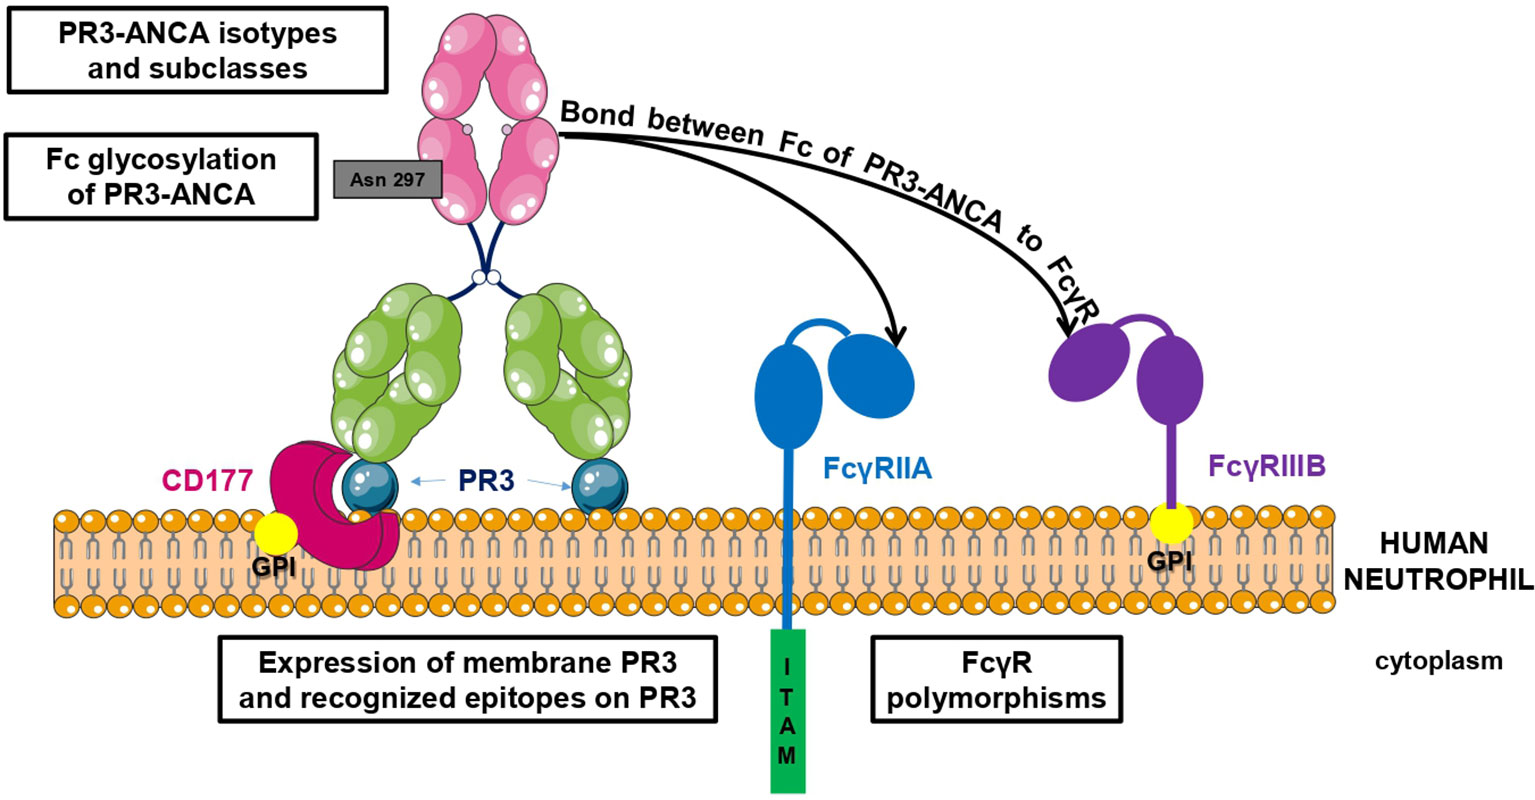 PR3-ANCA isotypes
and subclasses
Fc glycosylation
of PR3-ANCA
Asn 297
Bond between Fc of PR3-ANCA to FcγR
CD177
PR3
FcγRIIA
FcγRIIIB
GPI
GPI
HUMAN
NEUTROPHIL
cytoplasm
Expression of membrane PR3
and recognized epitopes on PR3
I
T
A
M
FcγR
polymorphisms